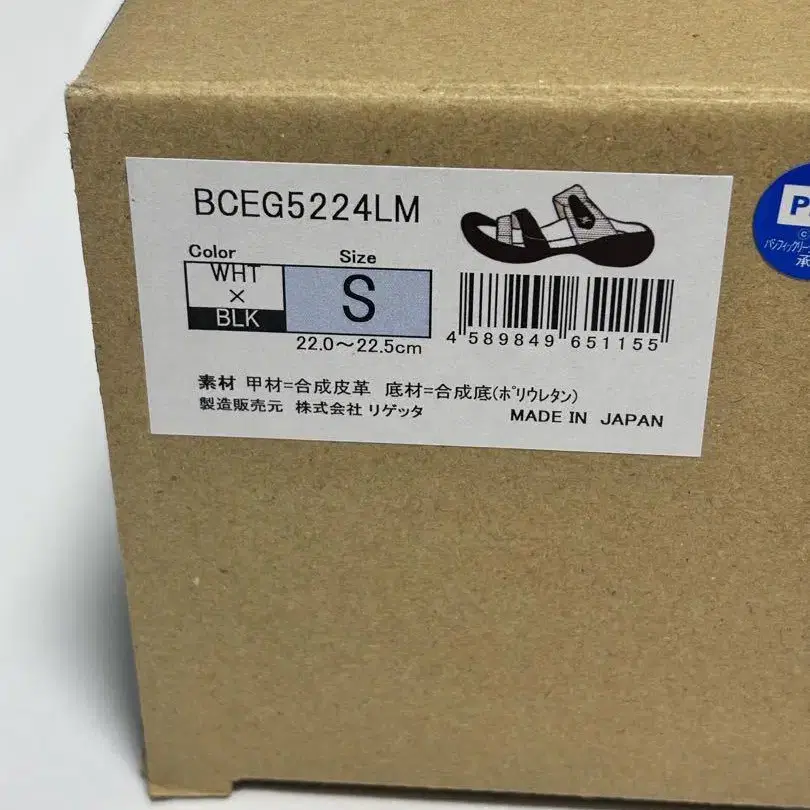 BCEG5224LM
Color
Size
WHT
×
BLK
S
22.0～22.5cm
4 589849 651155
素材 甲材=合成皮革 底材=合成底(ﾎﾟﾘｳﾚﾀﾝ)
製造販売元 株式会社 リゲッタ
MADE IN JAPAN
P
©
承